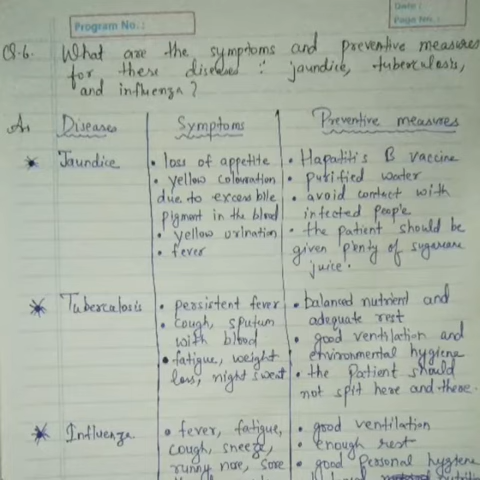 Program No.:
Date :
Page No. :
Q.6. What are the symptoms and preventive measures
for these diseases : jaundice, tuberculosis,
and influenza?
A. Diseases Symptoms Preventive measures
* Jaundice • loss of appetite • Hapatitis B vaccine
• yellow colouration • purified water
due to excess bile • avoid contact with
pigment in the blood infected people
• yellow urination • the patient should be
• fever given plenty of sugarcane
juice.
* Tuberculosis • persistent fever • balanced nutrient and
• cough, sputum adequate rest
with blood • good ventilation and
• fatigue, weight environmental hygiene
loss, night sweat • the patient should
not spit here and there.
* Influenza • fever, fatigue, • good ventilation
cough, sneeze, • enough rest
runny nose, sore • good personal hygiene